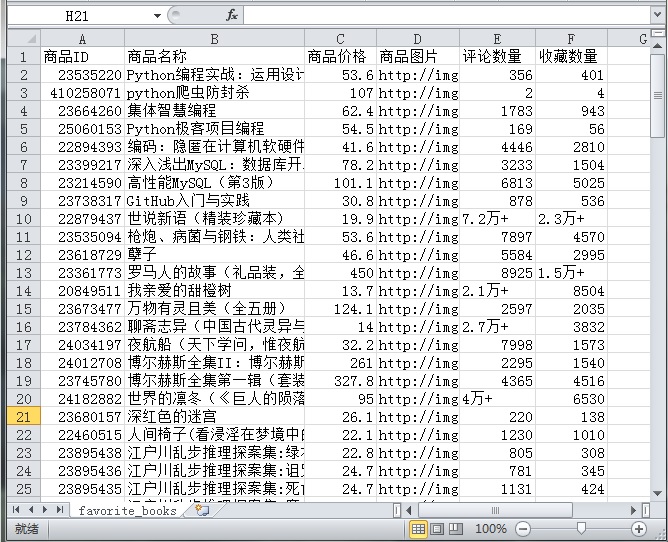 H21 fx
A B C D E F G
1 商品ID 商品名称 商品价格 商品图片 评论数量 收藏数量
2 23535220 Python编程实战：运用设计 53.6 http://img 356 401
3 410258071 python爬虫防封杀 107 http://img 2 4
4 23664260 集体智慧编程 62.4 http://img 1783 943
5 25060153 Python极客项目编程 54.5 http://img 169 56
6 22894393 编码：隐匿在计算机软硬件 41.6 http://img 4446 2810
7 23399217 深入浅出MySQL：数据库开 78.2 http://img 3233 1504
8 23214590 高性能MySQL（第3版） 101.1 http://img 6813 5025
9 23738317 GitHub入门与实践 30.8 http://img 878 536
10 22879437 世说新语（精装珍藏本） 19.9 http://img 7.2万+ 2.3万+
11 23535094 枪炮、病菌与钢铁：人类社 53.6 http://img 7897 4570
12 23618729 孽子 46.6 http://img 5584 2995
13 23361773 罗马人的故事（礼品装，全 450 http://img 8925 1.5万+
14 20849511 我亲爱的甜橙树 13.7 http://img 2.1万+ 8504
15 23673477 万物有灵且美（全五册） 124.1 http://img 2597 2035
16 23784362 聊斋志异（中国古代灵异与 14 http://img 2.7万+ 3832
17 24034197 夜航船（天下学问，惟夜航 32.2 http://img 7998 1573
18 24012708 博尔赫斯全集II：博尔赫斯 261 http://img 2295 1540
19 23745780 博尔赫斯全集第一辑（套装 327.8 http://img 4365 4516
20 24182882 世界的凛冬（《巨人的陨落 95 http://img 4万+ 6530
21 23680157 深红色的迷宫 26.1 http://img 220 138
22 22460515 人间椅子(看浸淫在梦境中的 22.1 http://img 1230 1010
23 23895438 江户川乱步推理探案集:绿衣 22.8 http://img 805 308
24 23895436 江户川乱步推理探案集:诅咒 24.7 http://img 781 345
25 23895435 江户川乱步推理探案集:死亡 24.7 http://img 1131 424
favorite_books
就绪 100%